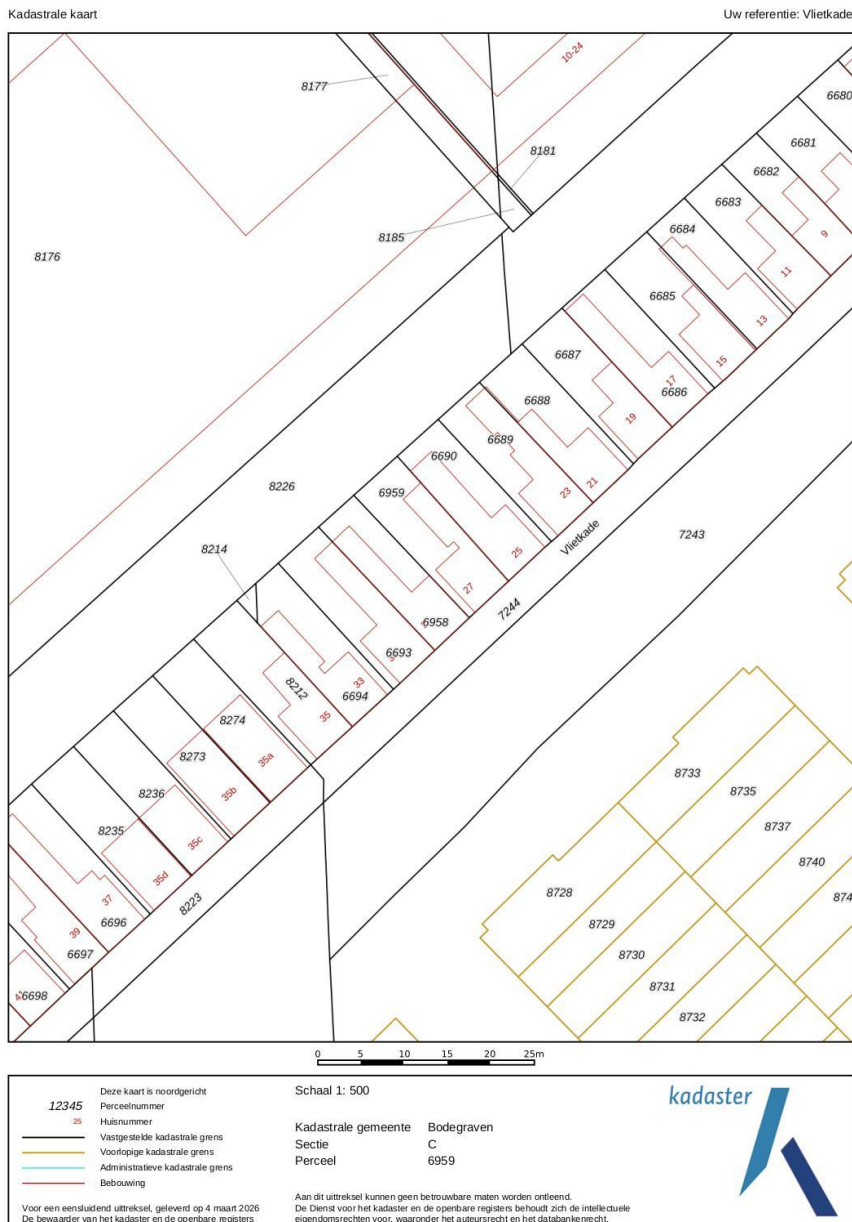 Kadastrale kaart
Uw referentie: Vlietkade
10-24
8177
6680
8181
6681
6682
9
6683
8185
6684
8176
11
6685
13
15
6687
17
6686
6688
19
6689
6690
23
21
8226
6959
Vlietkade
7243
8214
25
27
7244
6958
6693
8212
33
6694
8274
35
8273
35a
8733
8236
35b
8735
8235
35c
8737
8740
35d
8728
37
8223
6696
39
8729
6697
8730
6698
8731
8732
0 5 10 15 20 25m
Deze kaart is noordgericht
12345 Perceelnummer
25 Huisnummer
Vastgestelde kadastrale grens
Voorlopige kadastrale grens
Administratieve kadastrale grens
Bebouwing
Voor een eensluidend uittreksel, geleverd op 4 maart 2026
De bewaarder van het kadaster en de openbare registers
Schaal 1: 500
Kadastrale gemeente Bodegraven
Sectie C
Perceel 6959
Aan dit uittreksel kunnen geen betrouwbare maten worden ontleend.
De Dienst voor het kadaster en de openbare registers behoudt zich de intellectuele
eigendomsrechten voor, waaronder het auteursrecht en het databankenrecht.
kadaster